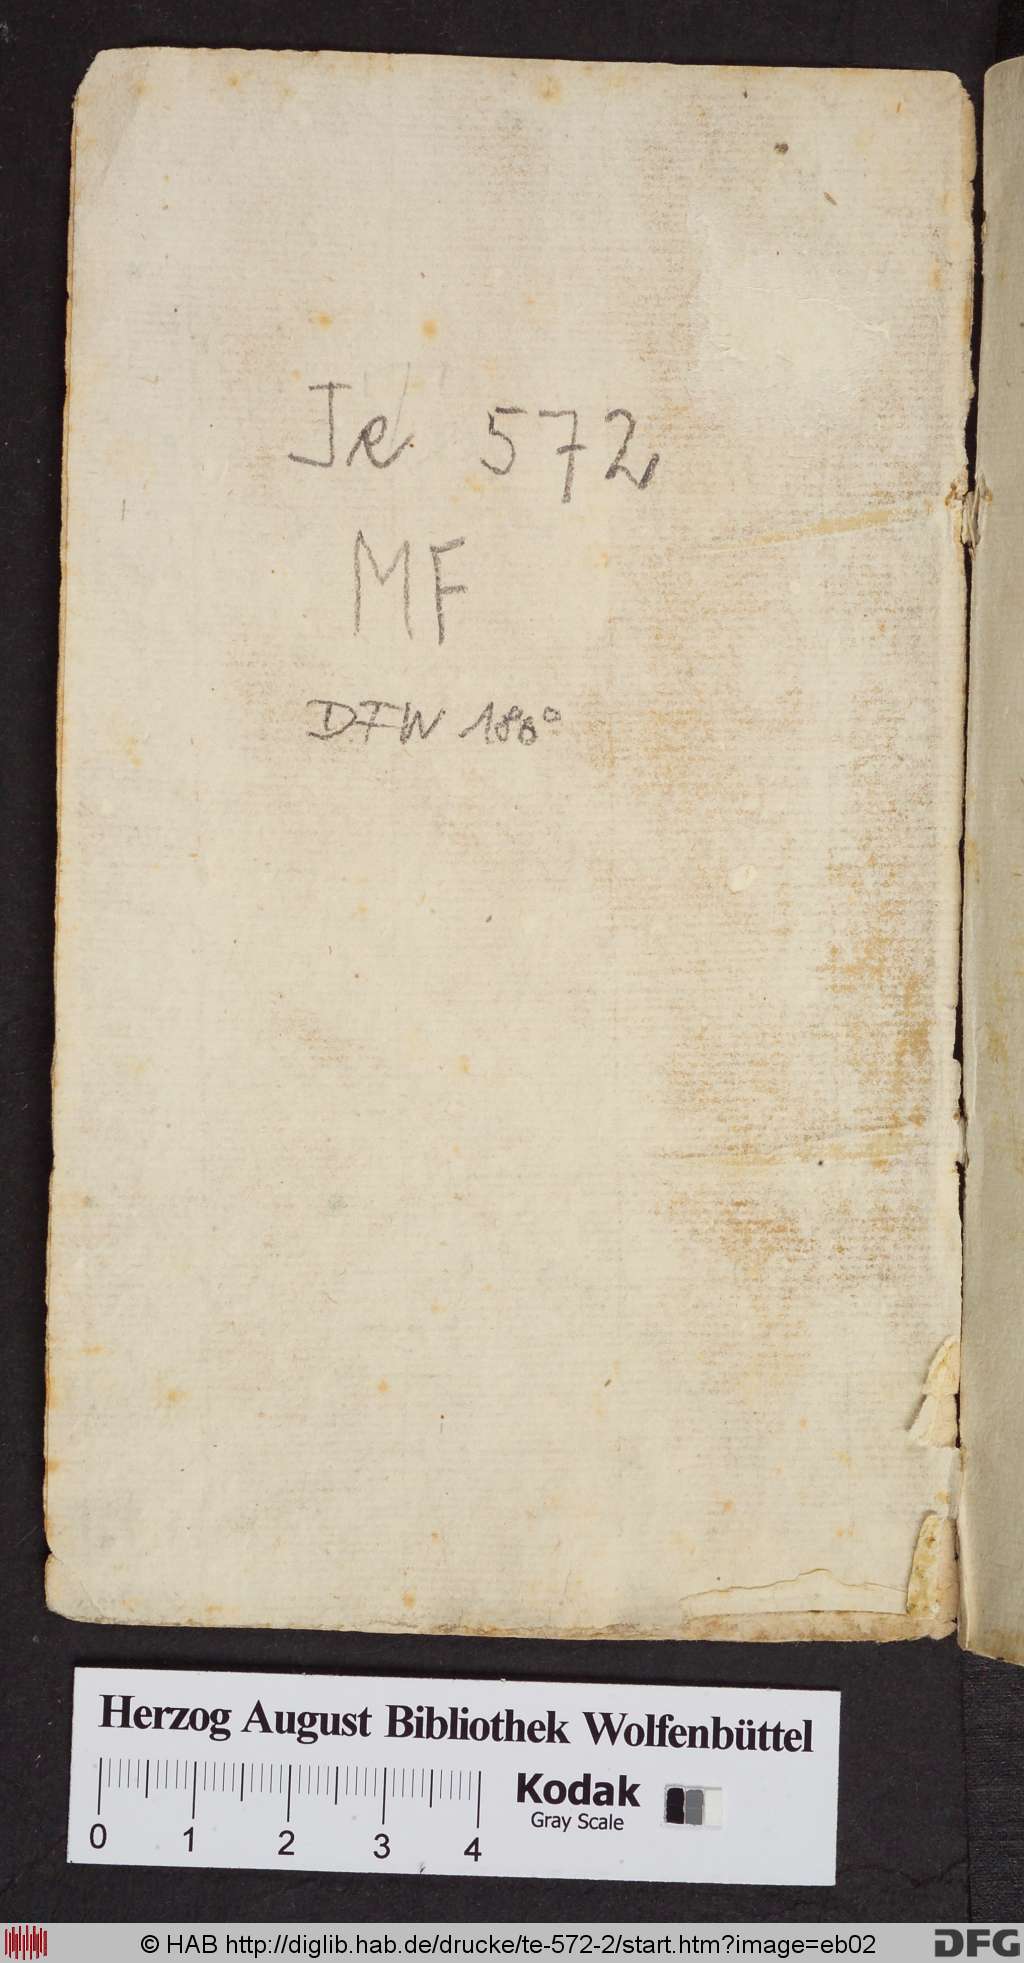 Te 572
MF
DFW 180°
Herzog August Bibliothek Wolfenbüttel
0 1 2 3 4
Kodak
Gray Scale
© HAB http://diglib.hab.de/drucke/te-572-2/start.htm?image=eb02
DFG